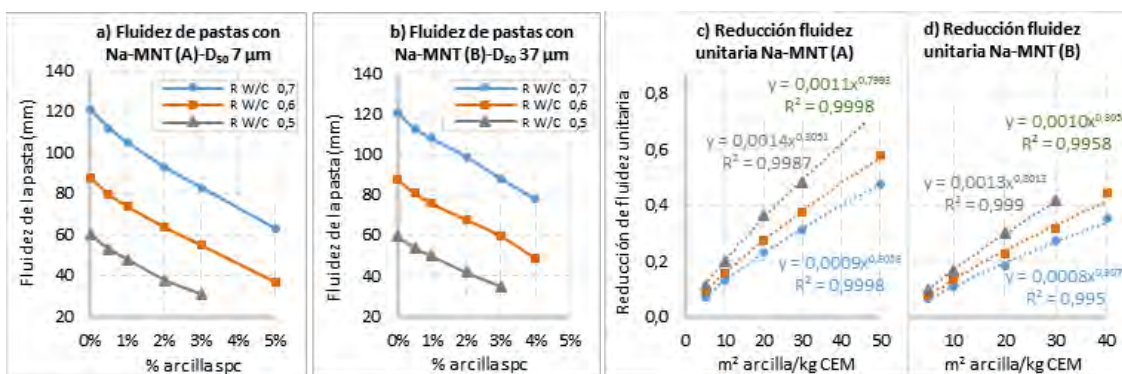 a) Fluidez de pastas con
Na-MNT (A)-D₅₀ 7 µm
140
120
100
80
60
40
20
0% 1% 2% 3% 4% 5%
Fluidez de la pasta (mm)
% arcilla spc
R W/C 0,7
R W/C 0,6
R W/C 0,5
b) Fluidez de pastas con
Na-MNT (B)-D₅₀ 37 µm
140
120
100
80
60
40
20
0% 1% 2% 3% 4% 5%
Fluidez de la pasta (mm)
% arcilla spc
R W/C 0,7
R W/C 0,6
R W/C 0,5
c) Reducción fluidez
unitaria Na-MNT (A)
Reducción de fluidez unitaria
0,8
0,6
0,4
0,2
0,0
0 10 20 30 40 50
m² arcilla/kg CEM
y = 0,0011x
R² = 0,9998
y = 0,0014x^0,8051
R² = 0,9987
y = 0,0009x
R² = 0,9998
d) Reducción fluidez
unitaria Na-MNT (B)
y = 0,0010x
R² = 0,9958
y = 0,0013x
R² = 0,999
y = 0,0008x
R² = 0,995
0 10 20 30 40
m² arcilla/kg CEM